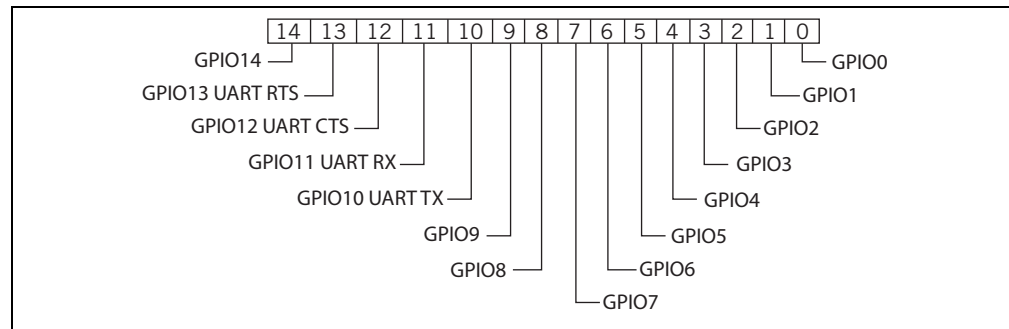 14 13 12 11 10 9 8 7 6 5 4 3 2 1 0
GPIO14
GPIO0
GPIO13 UART RTS
GPIO1
GPIO12 UART CTS
GPIO2
GPIO11 UART RX
GPIO3
GPIO10 UART TX
GPIO4
GPIO9
GPIO5
GPIO8
GPIO6
GPIO7